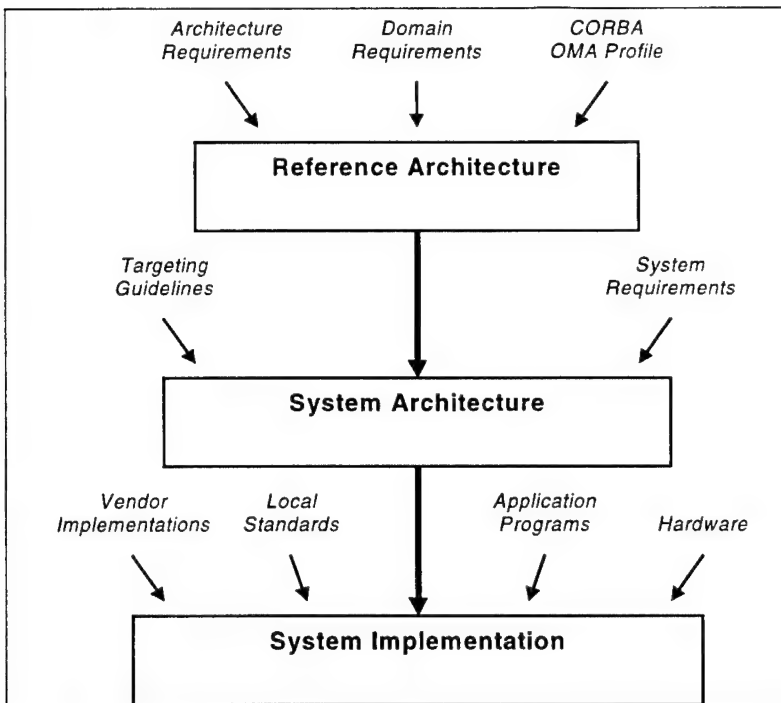 Architecture
Requirements
Domain
Requirements
CORBA
OMA Profile
Reference Architecture
Targeting
Guidelines
System
Requirements
System Architecture
Vendor
Implementations
Local
Standards
Application
Programs
Hardware
System Implementation